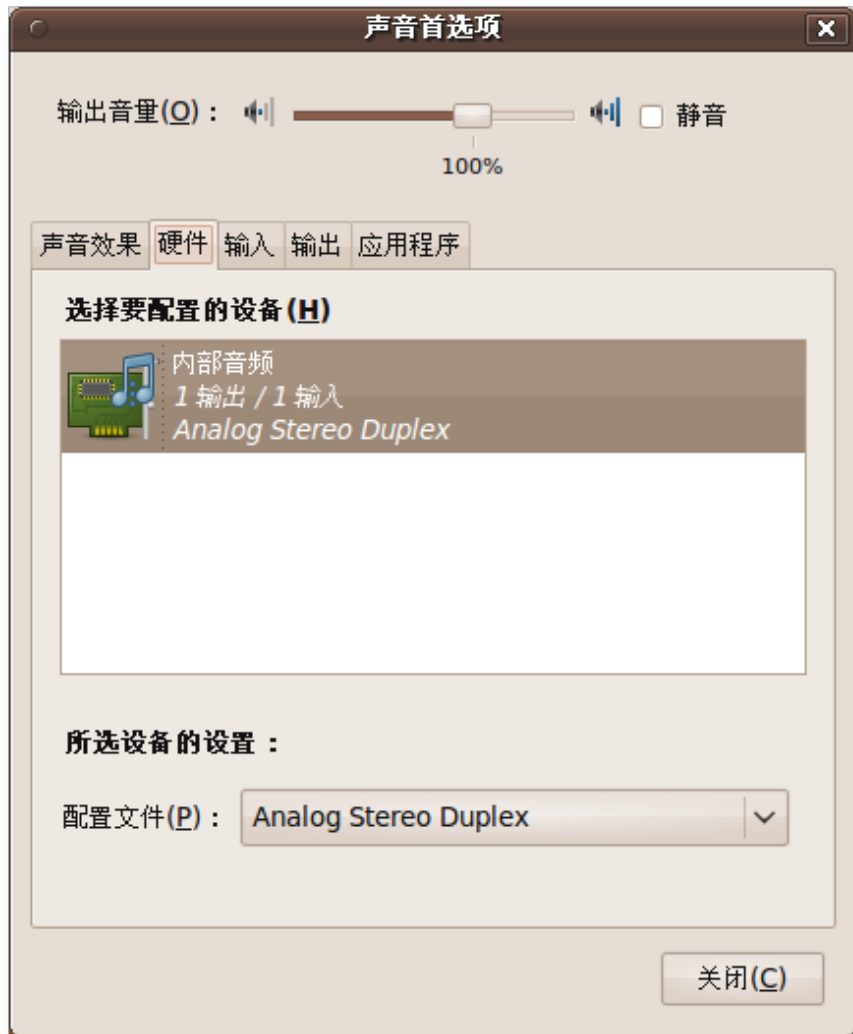 声音首选项
输出音量(O)： 静音
100%
声音效果 硬件 输入 输出 应用程序
选择要配置的设备(H)
内部音频
1 输出 / 1 输入
Analog Stereo Duplex
所选设备的设置：
配置文件(P)： Analog Stereo Duplex
关闭(C)